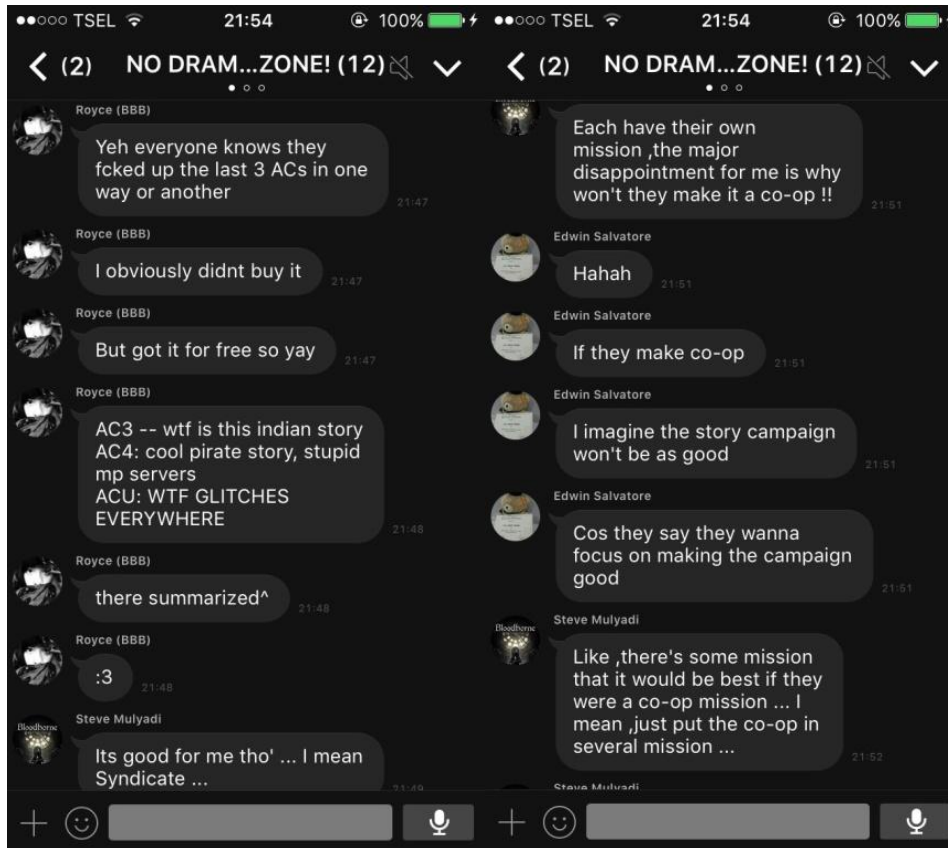 TSEL 21:54 100%
(2) NO DRAM...ZONE! (12)
Royce (BBB)
Yeh everyone knows they
fcked up the last 3 ACs in one
way or another
21:47
Royce (BBB)
I obviously didnt buy it
21:47
Royce (BBB)
But got it for free so yay
21:47
Royce (BBB)
AC3 -- wtf is this indian story
AC4: cool pirate story, stupid
mp servers
ACU: WTF GLITCHES
EVERYWHERE
21:48
Royce (BBB)
there summarized^
21:48
Royce (BBB)
:3
21:48
Bloodborne
Steve Mulyadi
Its good for me tho' ... I mean
Syndicate ...
21:49
TSEL 21:54 100%
(2) NO DRAM...ZONE! (12)
Each have their own
mission ,the major
disappointment for me is why
won't they make it a co-op !!
21:51
Edwin Salvatore
Hahah
21:51
Edwin Salvatore
If they make co-op
21:51
Edwin Salvatore
I imagine the story campaign
won't be as good
21:51
Edwin Salvatore
Cos they say they wanna
focus on making the campaign
good
21:51
Bloodborne
Steve Mulyadi
Like ,there's some mission
that it would be best if they
were a co-op mission ... I
mean ,just put the co-op in
several mission ...
21:52
Steve Mulyadi